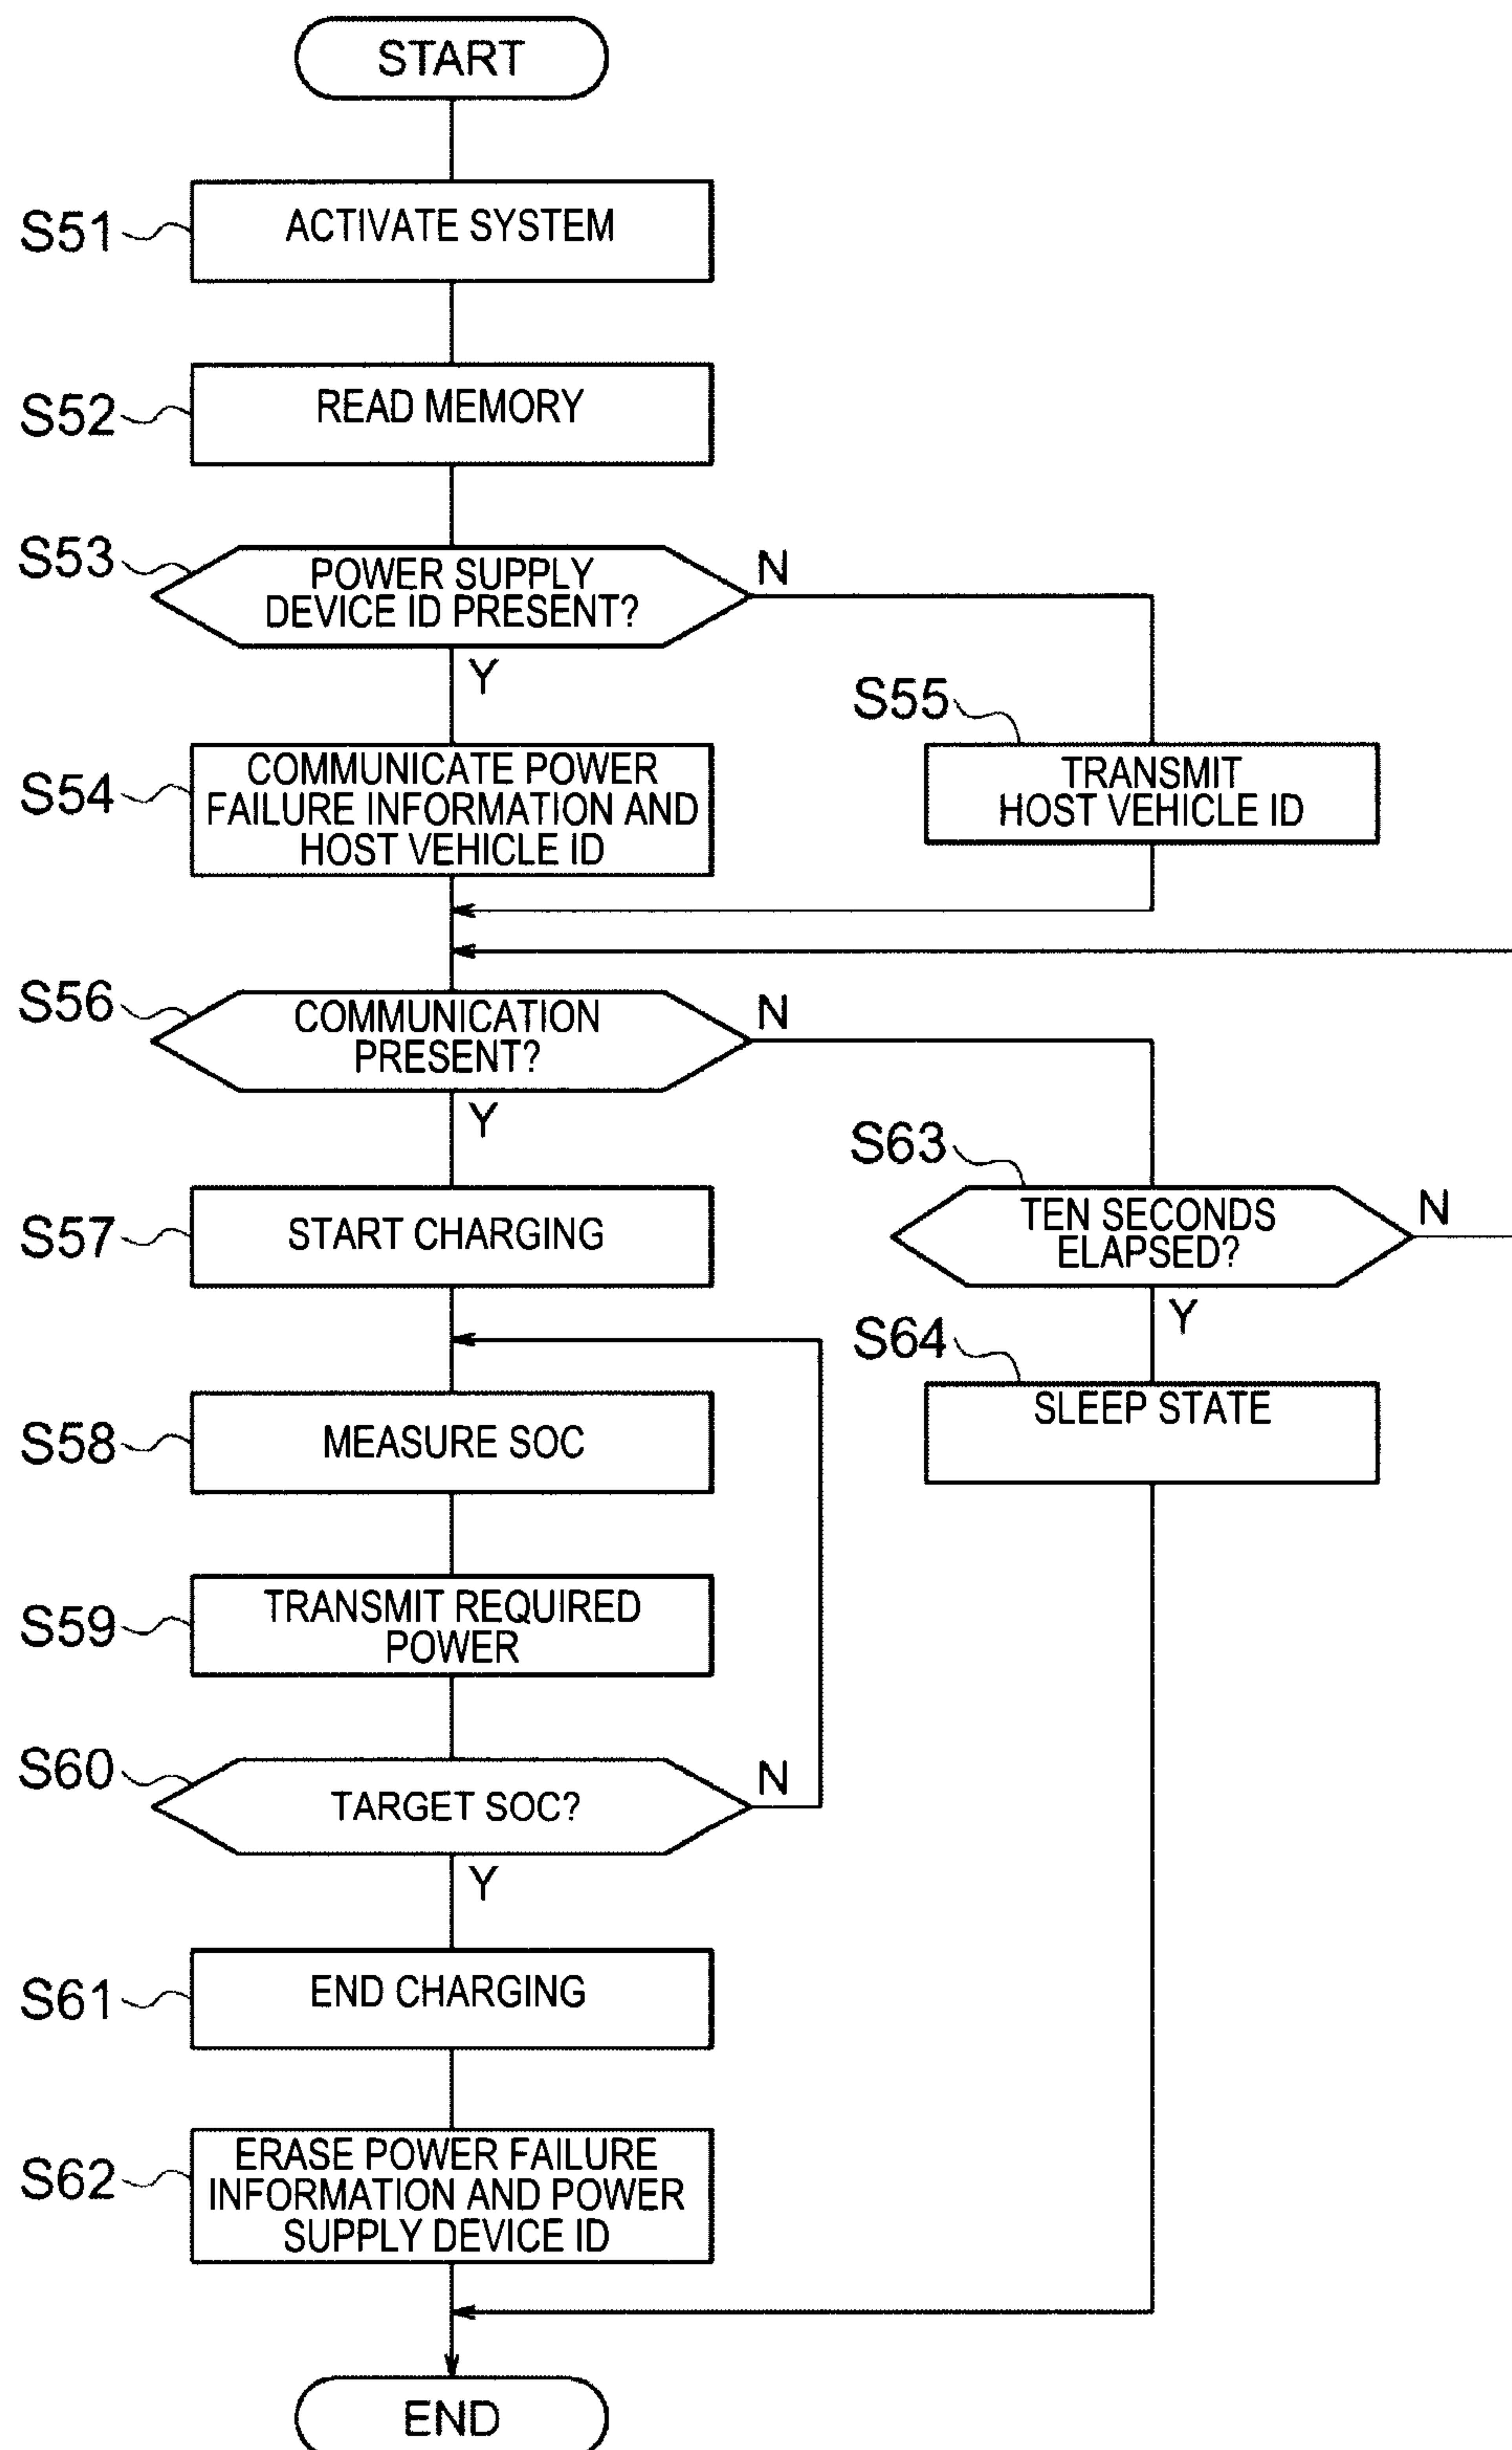 START
S51
ACTIVATE SYSTEM
S52
READ MEMORY
S53
POWER SUPPLY
DEVICE ID PRESENT?
N
Y
S54
COMMUNICATE POWER
FAILURE INFORMATION AND
HOST VEHICLE ID
S55
TRANSMIT
HOST VEHICLE ID
S56
COMMUNICATION
PRESENT?
N
Y
S57
START CHARGING
S63
TEN SECONDS
ELAPSED?
N
Y
S64
SLEEP STATE
S58
MEASURE SOC
S59
TRANSMIT REQUIRED
POWER
S60
TARGET SOC?
N
Y
S61
END CHARGING
S62
ERASE POWER FAILURE
INFORMATION AND POWER
SUPPLY DEVICE ID
END